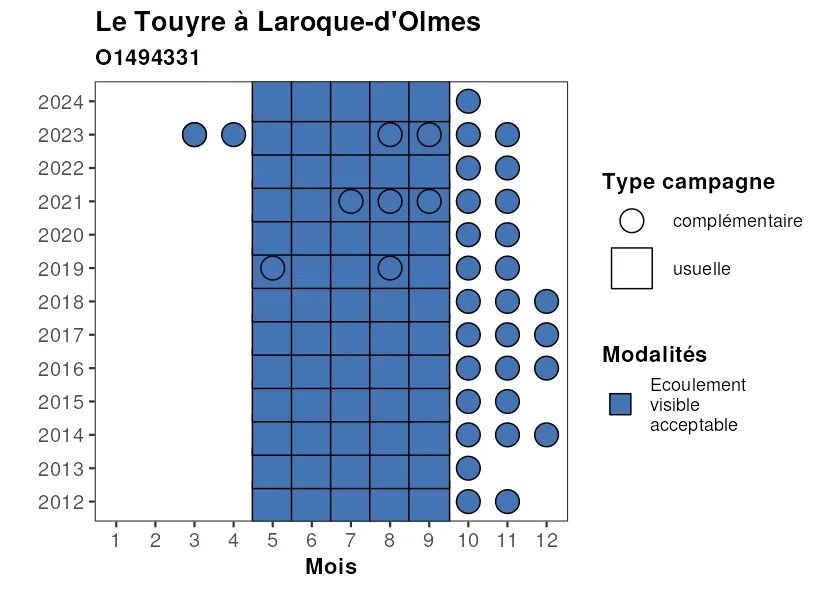 Le Touyre à Laroque-d'Olmes
O1494331
2024
2023
2022
2021
2020
2019
2018
2017
2016
2015
2014
2013
2012
1 2 3 4 5 6 7 8 9 10 11 12
Mois
Type campagne
complémentaire
usuelle
Modalités
Ecoulement
visible
acceptable